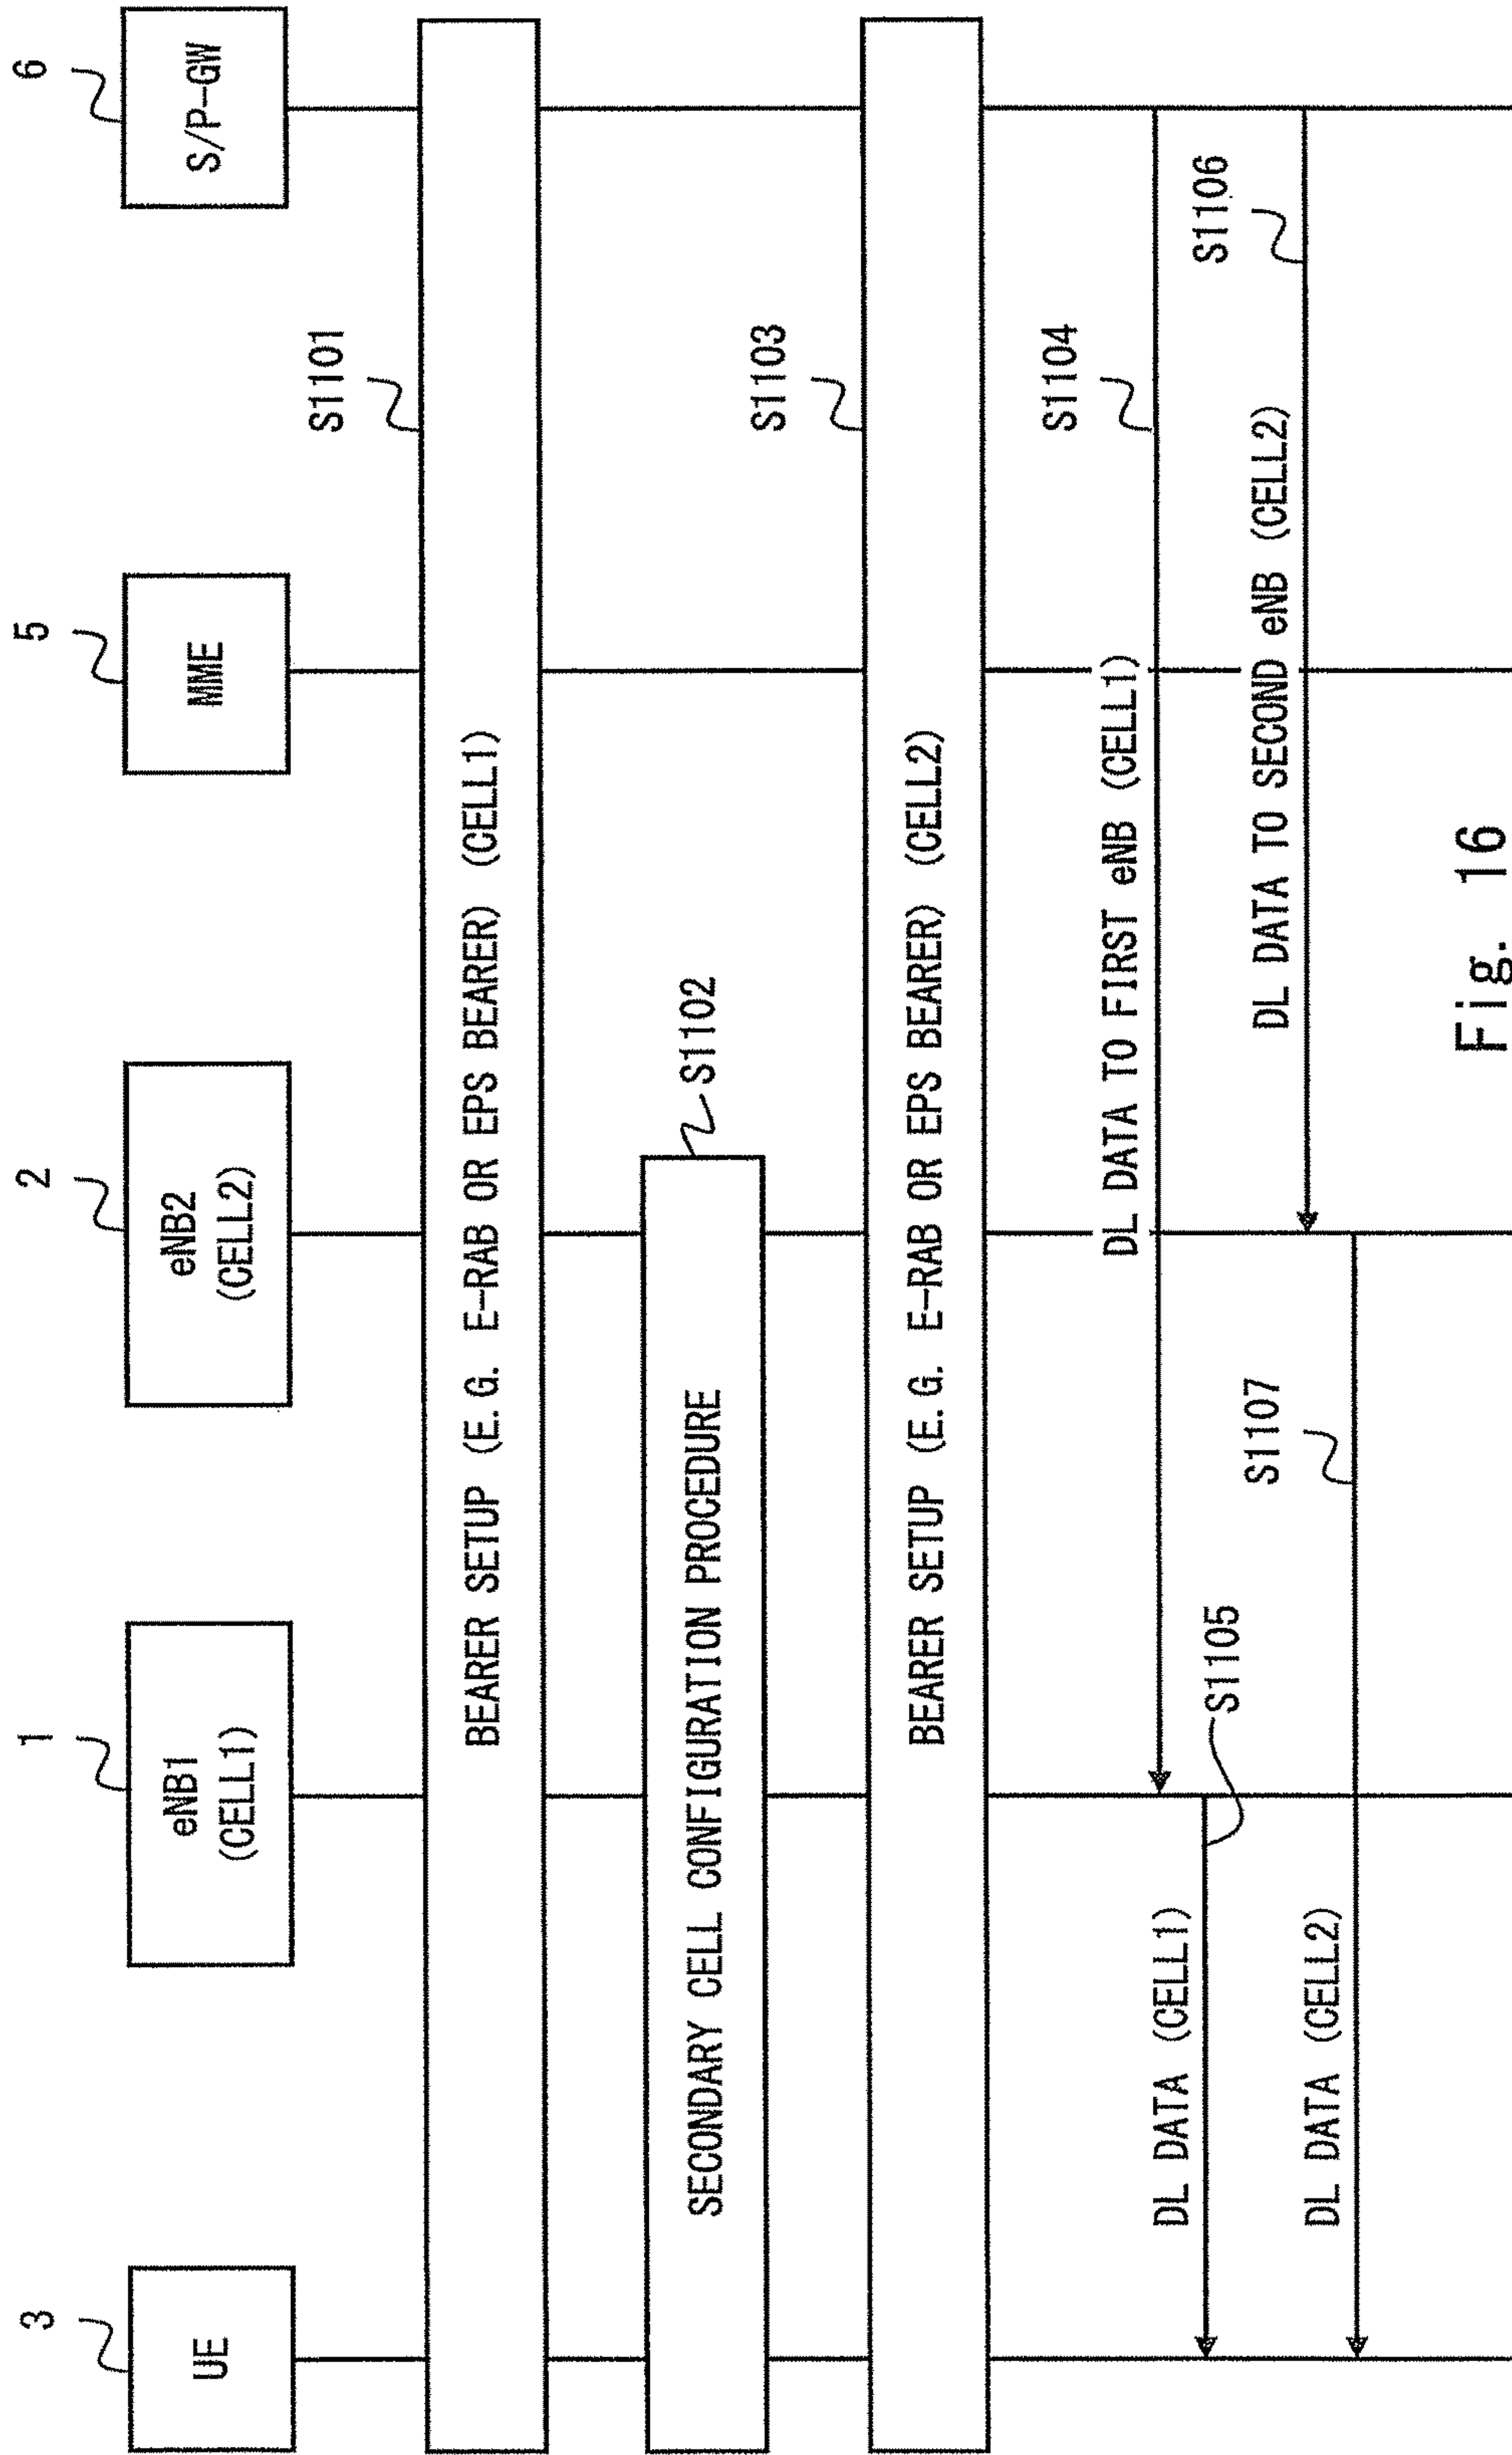 3
UE
1
eNB1
(CELL1)
2
eNB2
(CELL2)
5
MME
6
S/P-GW
S1101
BEARER SETUP (E.G. E-RAB OR EPS BEARER) (CELL1)
S1102
SECONDARY CELL CONFIGURATION PROCEDURE
S1103
BEARER SETUP (E.G. E-RAB OR EPS BEARER) (CELL2)
S1104
DL DATA TO FIRST eNB (CELL1)
DL DATA (CELL1)
S1105
S1106
DL DATA TO SECOND eNB (CELL2)
S1107
DL DATA (CELL2)
Fig. 16